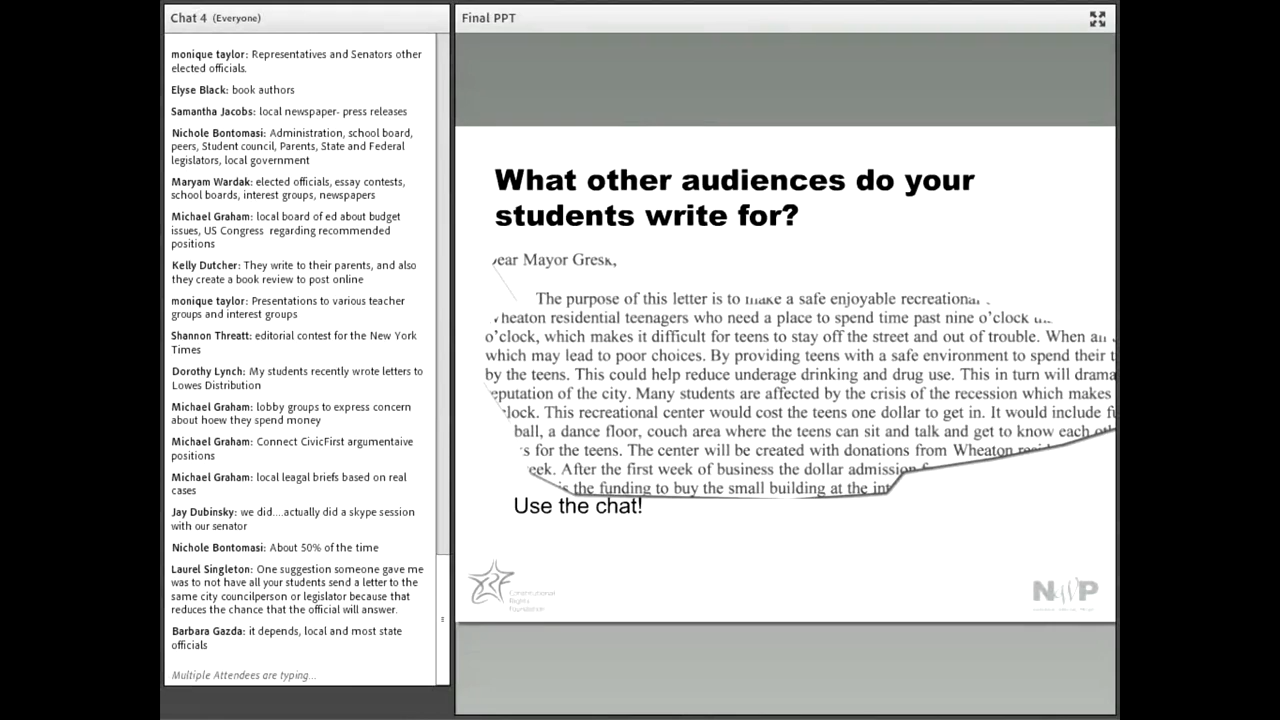 Chat 4 (Everyone)
monique taylor: Representatives and Senators other
elected officials.
Elyse Black: book authors
Samantha Jacobs: local newspaper- press releases
Nichole Bontomasi: Administration, school board,
peers, Student council, Parents, State and Federal
legislators, local government
Maryam Wardak: elected officials, essay contests,
school boards, interest groups, newspapers
Michael Graham: local board of ed about budget
issues, US Congress regarding recommended
positions
Kelly Dutcher: They write to their parents, and also
they create a book review to post online
monique taylor: Presentations to various teacher
groups and interest groups
Shannon Threatt: editorial contest for the New York
Times
Dorothy Lynch: My students recently wrote letters to
Lowes Distribution
Michael Graham: lobby groups to express concern
about hoew they spend money
Michael Graham: Connect CivicFirst argumentaive
positions
Michael Graham: local leagal briefs based on real
cases
Jay Dubinsky: we did....actually did a skype session
with our senator
Nichole Bontomasi: About 50% of the time
Laurel Singleton: One suggestion someone gave me
was to not have all your students send a letter to the
same city councilperson or legislator because that
reduces the chance that the official will answer.
Barbara Gazda: it depends, local and most state
officials
Multiple Attendees are typing...
Final PPT
What other audiences do your
students write for?
ear Mayor Gresk,
The purpose of this letter is to make a safe enjoyable recreational
heaton residential teenagers who need a place to spend time past nine o'clock
o'clock, which makes it difficult for teens to stay off the street and out of trouble. When an
which may lead to poor choices. By providing teens with a safe environment to spend their t
by the teens. This could help reduce underage drinking and drug use. This in turn will drama
eputation of the city. Many students are affected by the crisis of the recession which makes
clock. This recreational center would cost the teens one dollar to get in. It would include fu
ball, a dance floor, couch area where the teens can sit and talk and get to know each
s for the teens. The center will be created with donations from Wheaton
eek. After the first week of business the dollar admission
is the funding to buy the small building at the int
Use the chat!
CRF
Constitutional
Rights
Foundation
NWP